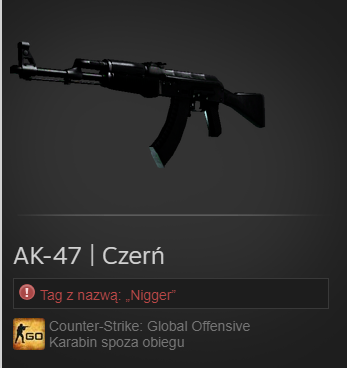 AK-47 | Czerń
Tag z nazwą: „Nigger”
GO
Counter-Strike: Global Offensive
Karabin spoza obiegu